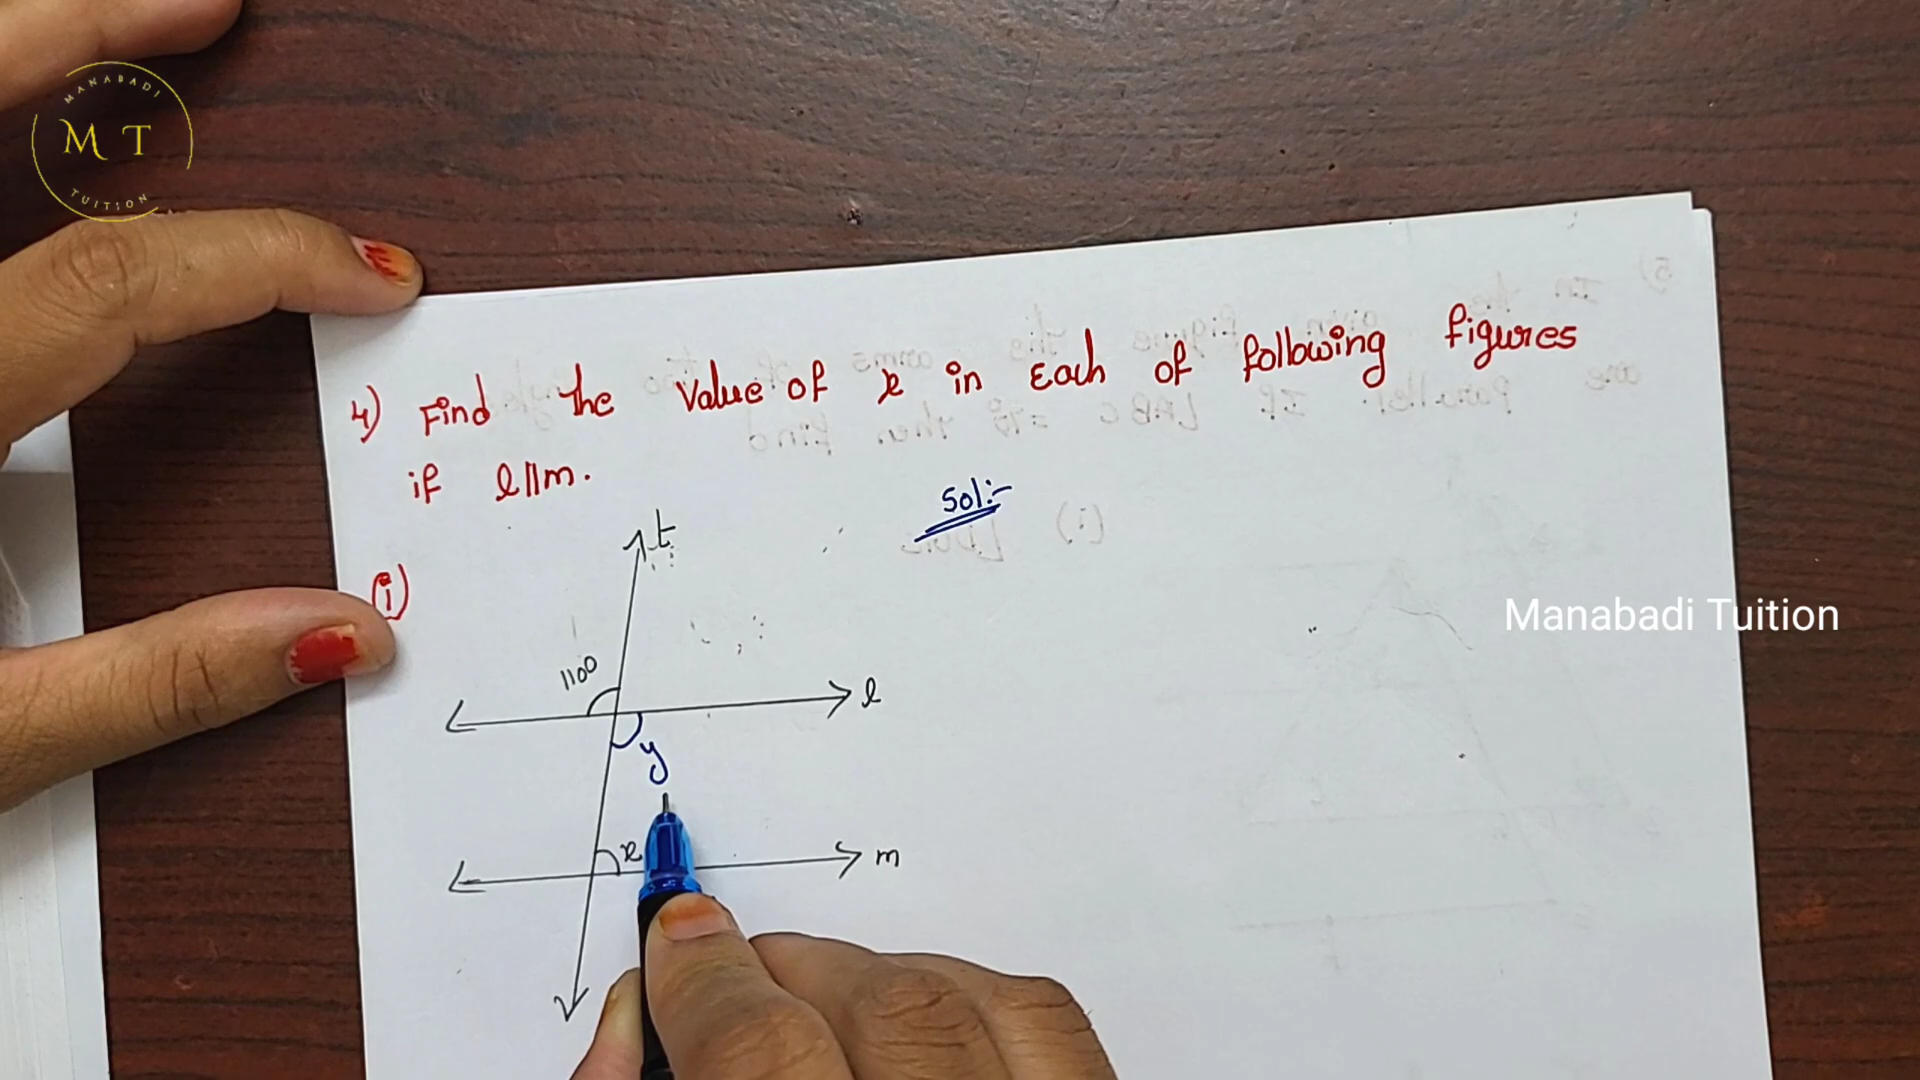 MANABADI
M T
TUITION
4) Find the value of x in Each of following figures
if l||m.
Sol:-
(i)
t
110°
l
y
x
m
Manabadi Tuition